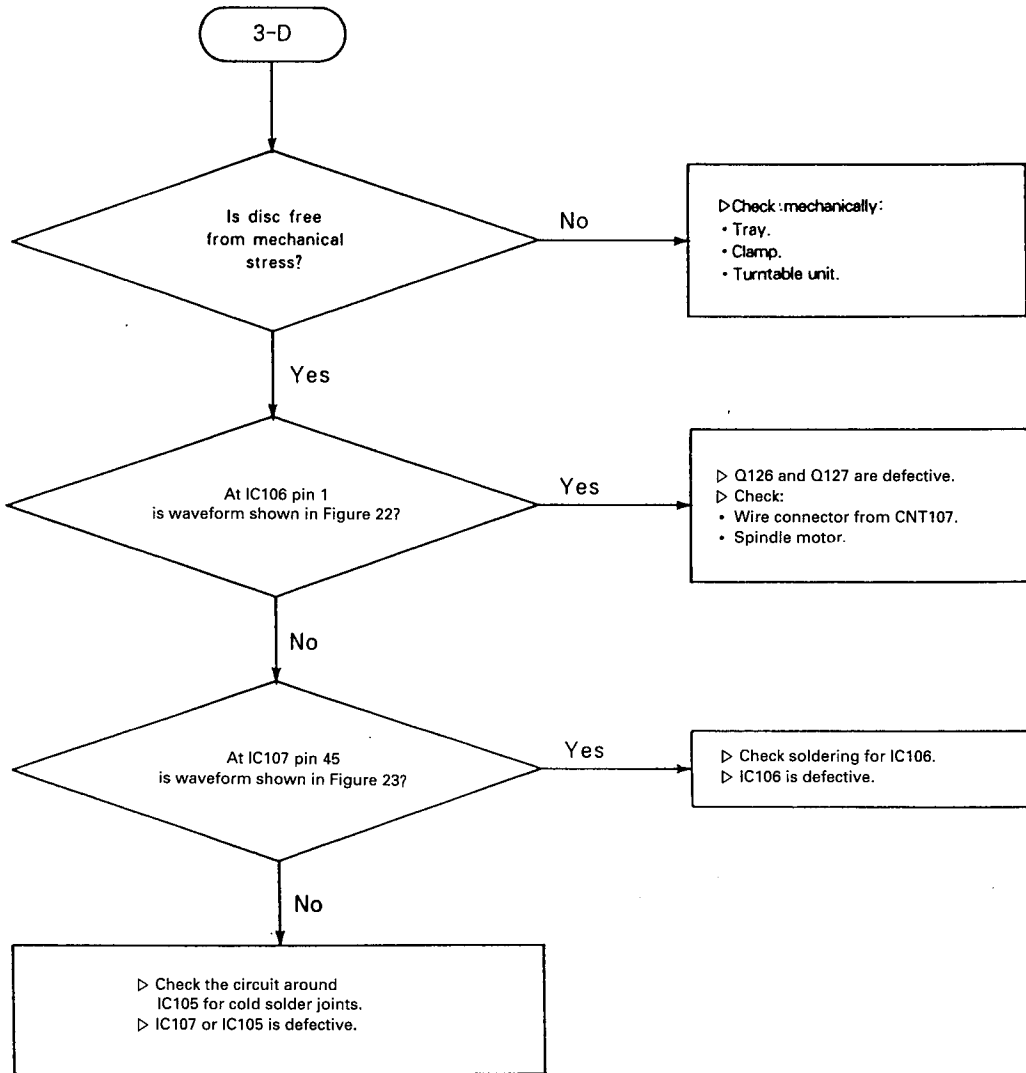 3-D
Is disc free
from mechanical
stress?
No
▷ Check mechanically:
• Tray.
• Clamp.
• Turntable unit.
Yes
At IC106 pin 1
is waveform shown in Figure 22?
Yes
▷ Q126 and Q127 are defective.
▷ Check:
• Wire connector from CNT107.
• Spindle motor.
No
At IC107 pin 45
is waveform shown in Figure 23?
Yes
▷ Check soldering for IC106.
▷ IC106 is defective.
No
▷ Check the circuit around
IC105 for cold solder joints.
▷ IC107 or IC105 is defective.